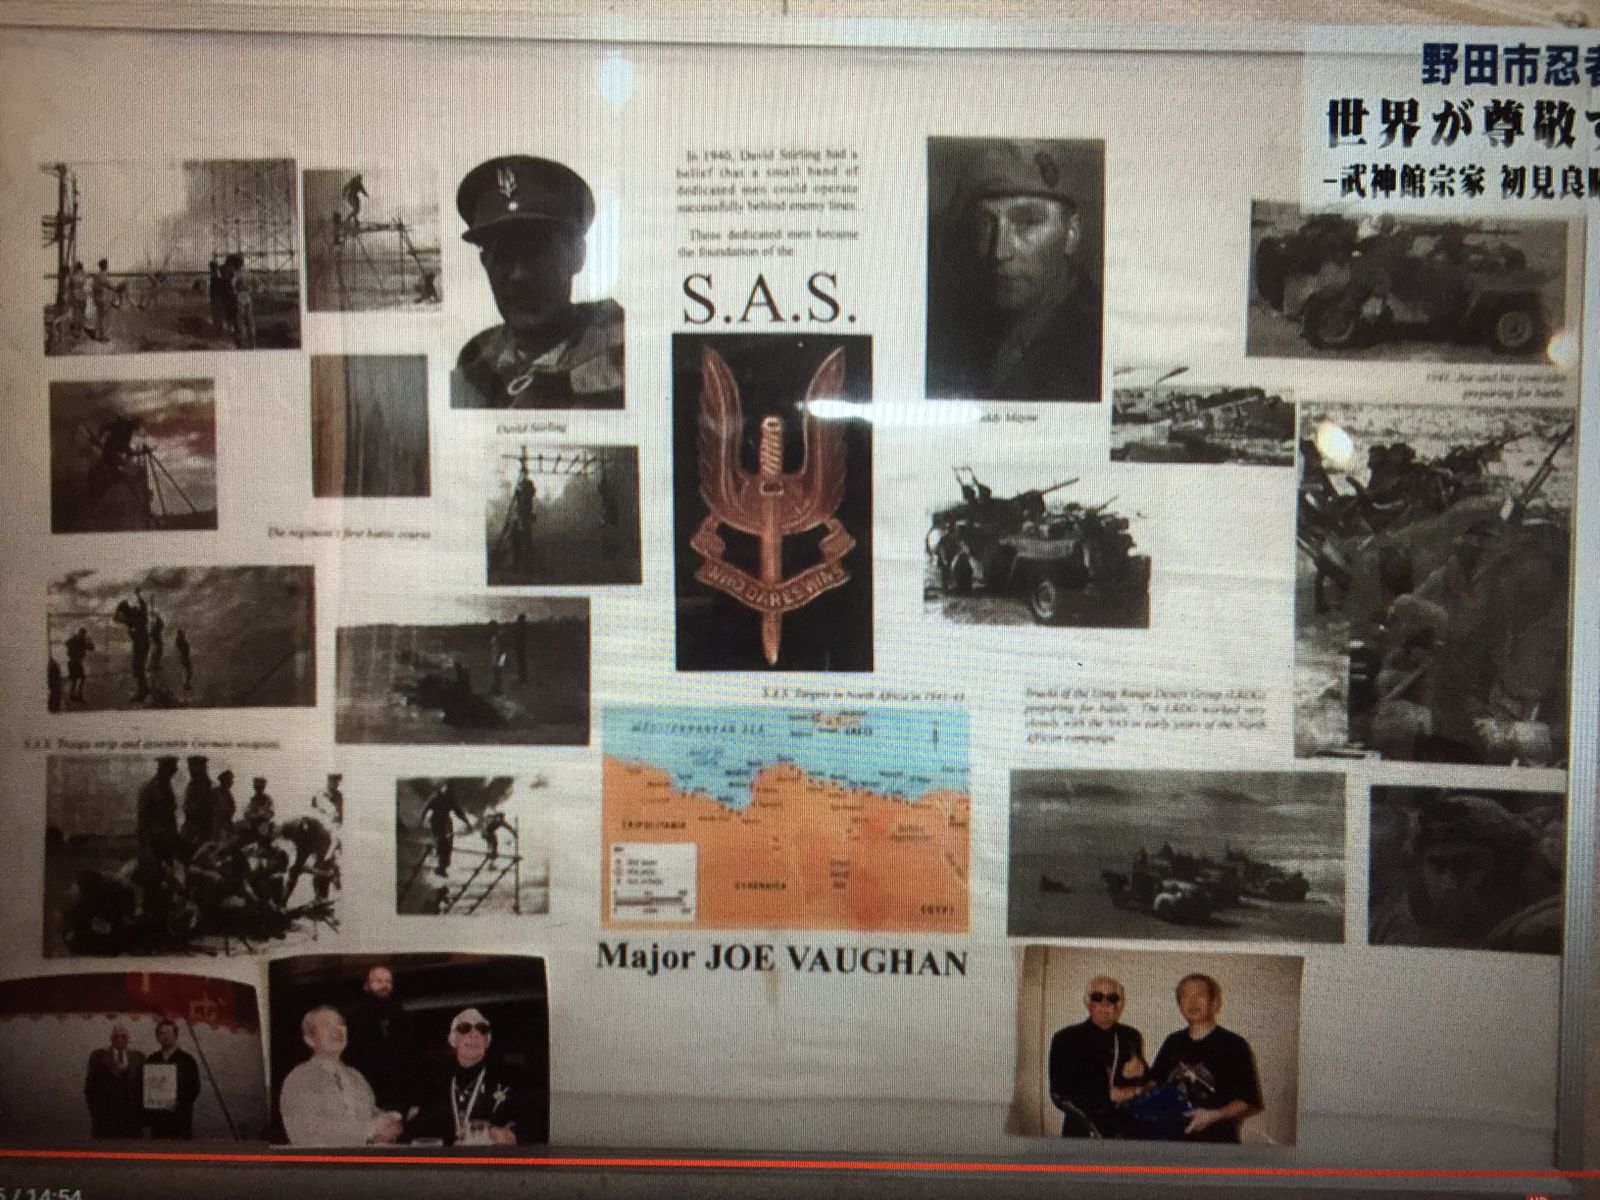 野田市忍者
世界が尊敬す
-武神館宗家 初見良昭
In 1940, David Stirling had a
belief that a small band of
dedicated men could operate
successfully behind enemy lines.
These dedicated men became
the foundation of the
S.A.S.
WHO DARES WINS
David Stirling
Paddy Mayne
1941. Joe and his comrades
preparing for battle.
The regiment's first battle course
S.A.S. Targets in North Africa in 1941-43
Trucks of the Long Range Desert Group (LRDG)
preparing for battle. The LRDG worked very
closely with the SAS in early years of the North
African campaign.
S.A.S. Troops strip and assemble German weapons.
MEDITERRANEAN SEA
CRETE
TRIPOLITANIA
CYRENAICA
EGYPT
Major JOE VAUGHAN
5 / 14:54